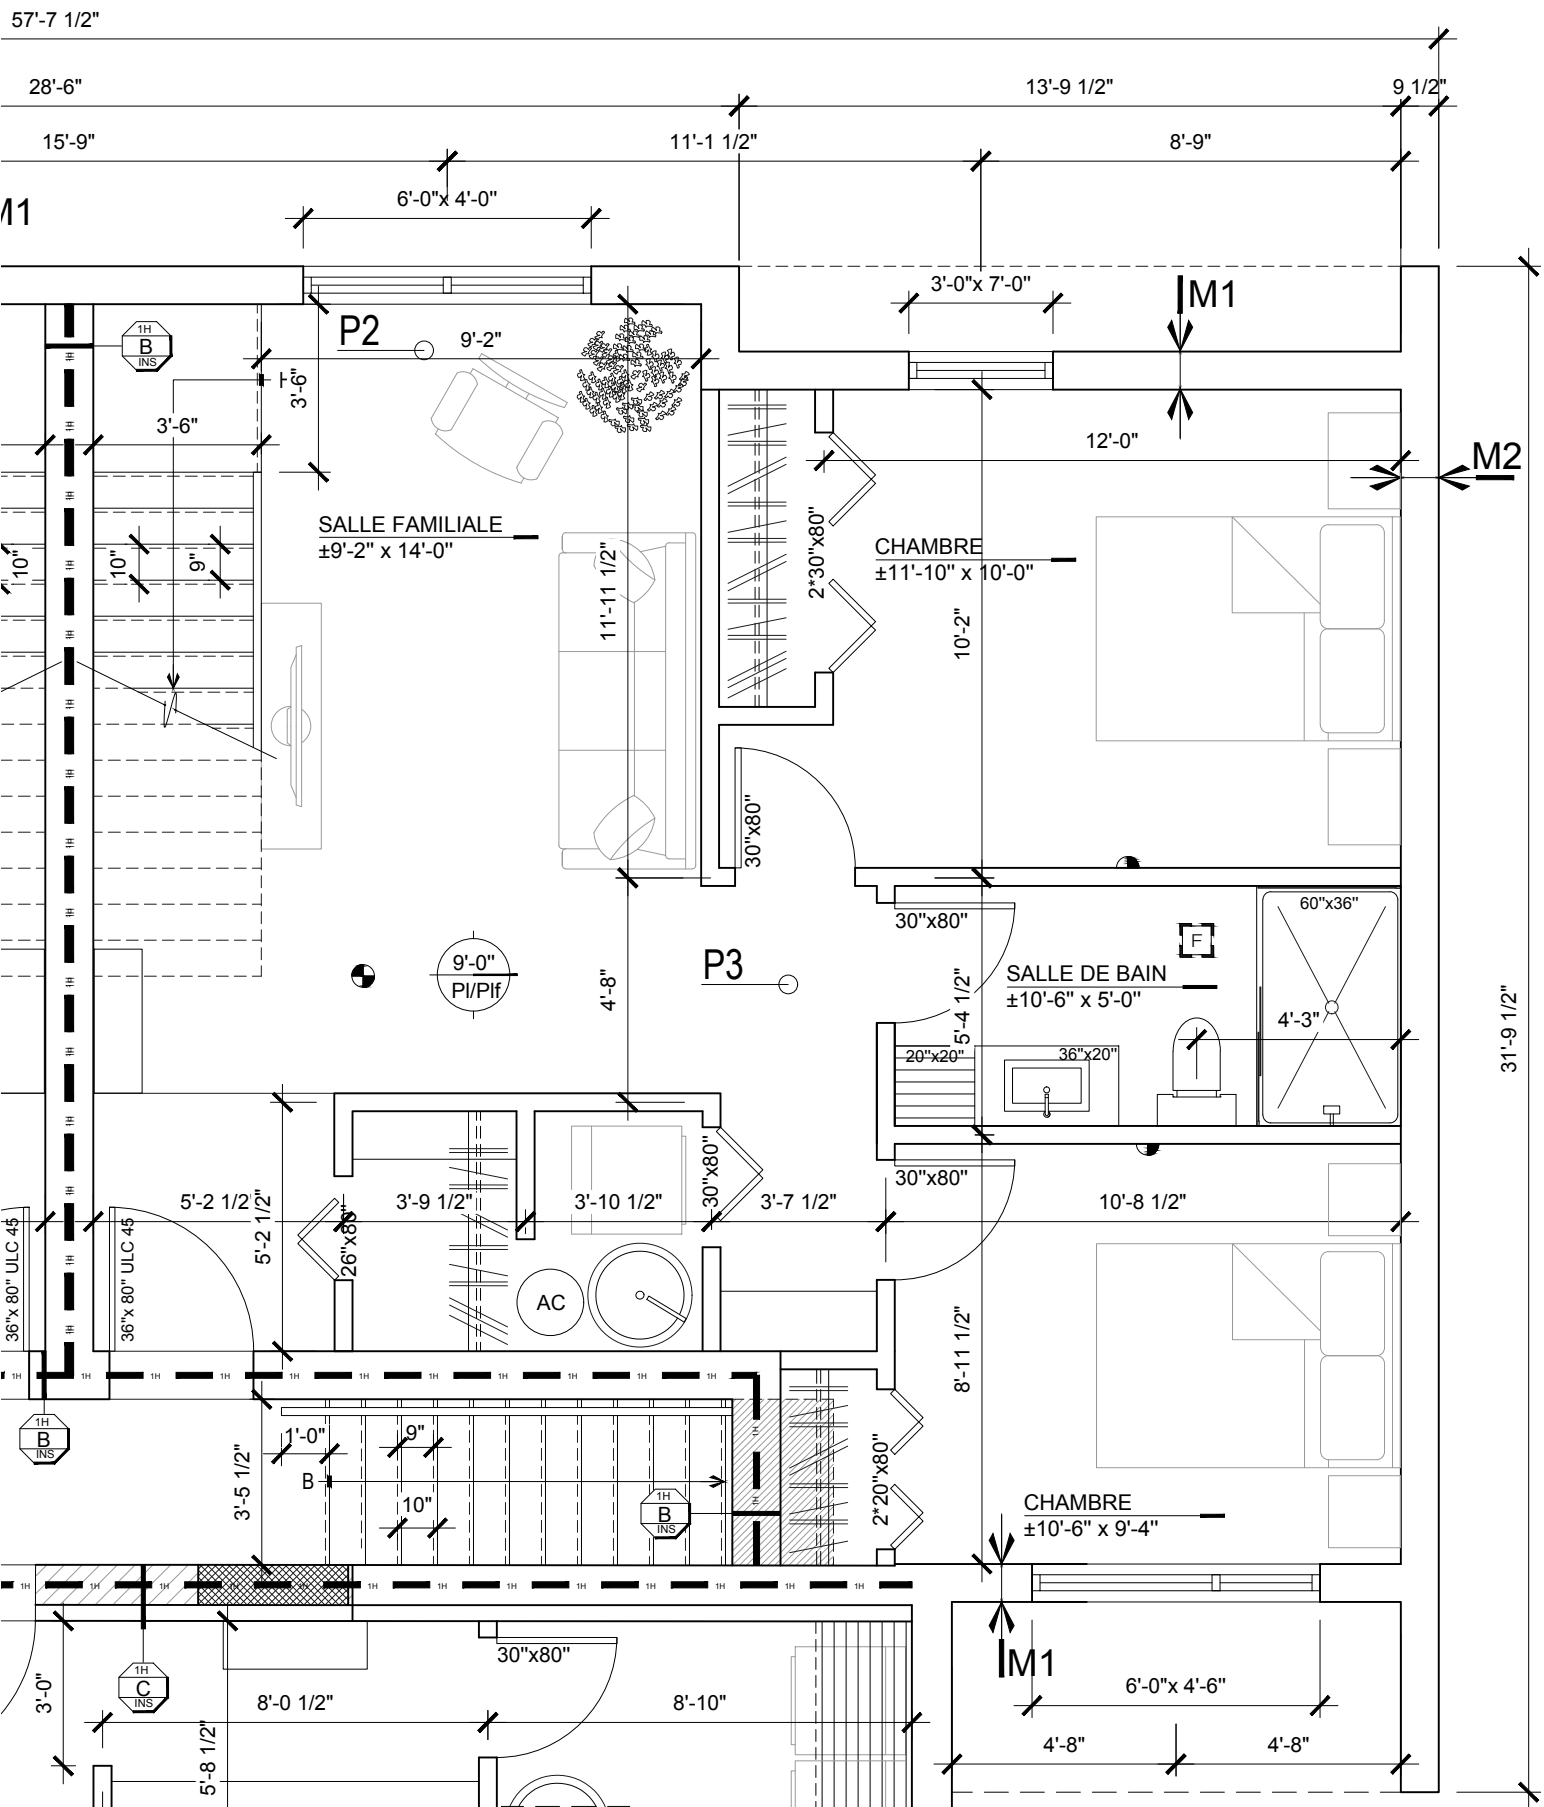 57'-7 1/2"
28'-6"
13'-9 1/2"
9 1/2"
15'-9"
11'-1 1/2"
8'-9"
6'-0"x 4'-0"
M1
3'-0"x 7'-0"
M1
1H
B
INS
P2
9'-2"
3'-6"
3'-6"
12'-0"
M2
SALLE FAMILIALE
±9'-2" x 14'-0"
10"
10"
9"
11'-11 1/2"
2*30"x80"
CHAMBRE
±11'-10" x 10'-0"
10'-2"
30"x80"
9'-0"
Pl/Plf
4'-8"
P3
30"x80"
60"x36"
F
SALLE DE BAIN
±10'-6" x 5'-0"
5'-4 1/2"
4'-3"
20"x20"
36"x20"
31'-9 1/2"
30"x80"
30"x80"
5'-2 1/2"
5'-2 1/2"
26"x80"
3'-9 1/2"
3'-10 1/2"
3'-7 1/2"
10'-8 1/2"
36"x 80" ULC 45
36"x 80" ULC 45
AC
8'-11 1/2"
1H
B
INS
1'-0"
9"
3'-5 1/2"
B
10"
1H
B
INS
2*20"x80"
CHAMBRE
±10'-6" x 9'-4"
1H
C
INS
30"x80"
M1
3'-0"
8'-0 1/2"
8'-10"
6'-0"x 4'-6"
5'-8 1/2"
4'-8"
4'-8"